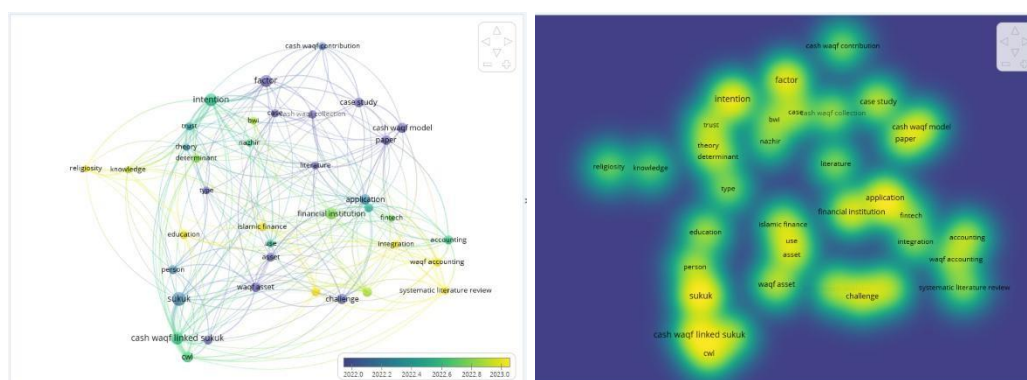 cash waqf contribution
factor
intention
case study
case
cash waqf collection
bwi
trust
cash waqf model
paper
nazhir
theory
determinant
literature
religiosity
knowledge
type
application
financial institution
fintech
islamic finance
education
use
integration
accounting
asset
person
waqf accounting
waqf asset
systematic literature review
sukuk
challenge
cash waqf linked sukuk
cwl
2022.0 2022.2 2022.4 2022.6 2022.8 2023.0
cash waqf contribution
factor
intention
case study
case
cash waqf collection
bwi
trust
cash waqf model
paper
nazhir
theory
determinant
literature
religiosity
knowledge
type
application
financial institution
fintech
islamic finance
education
use
integration
accounting
asset
person
waqf accounting
waqf asset
systematic literature review
sukuk
challenge
cash waqf linked sukuk
cwl